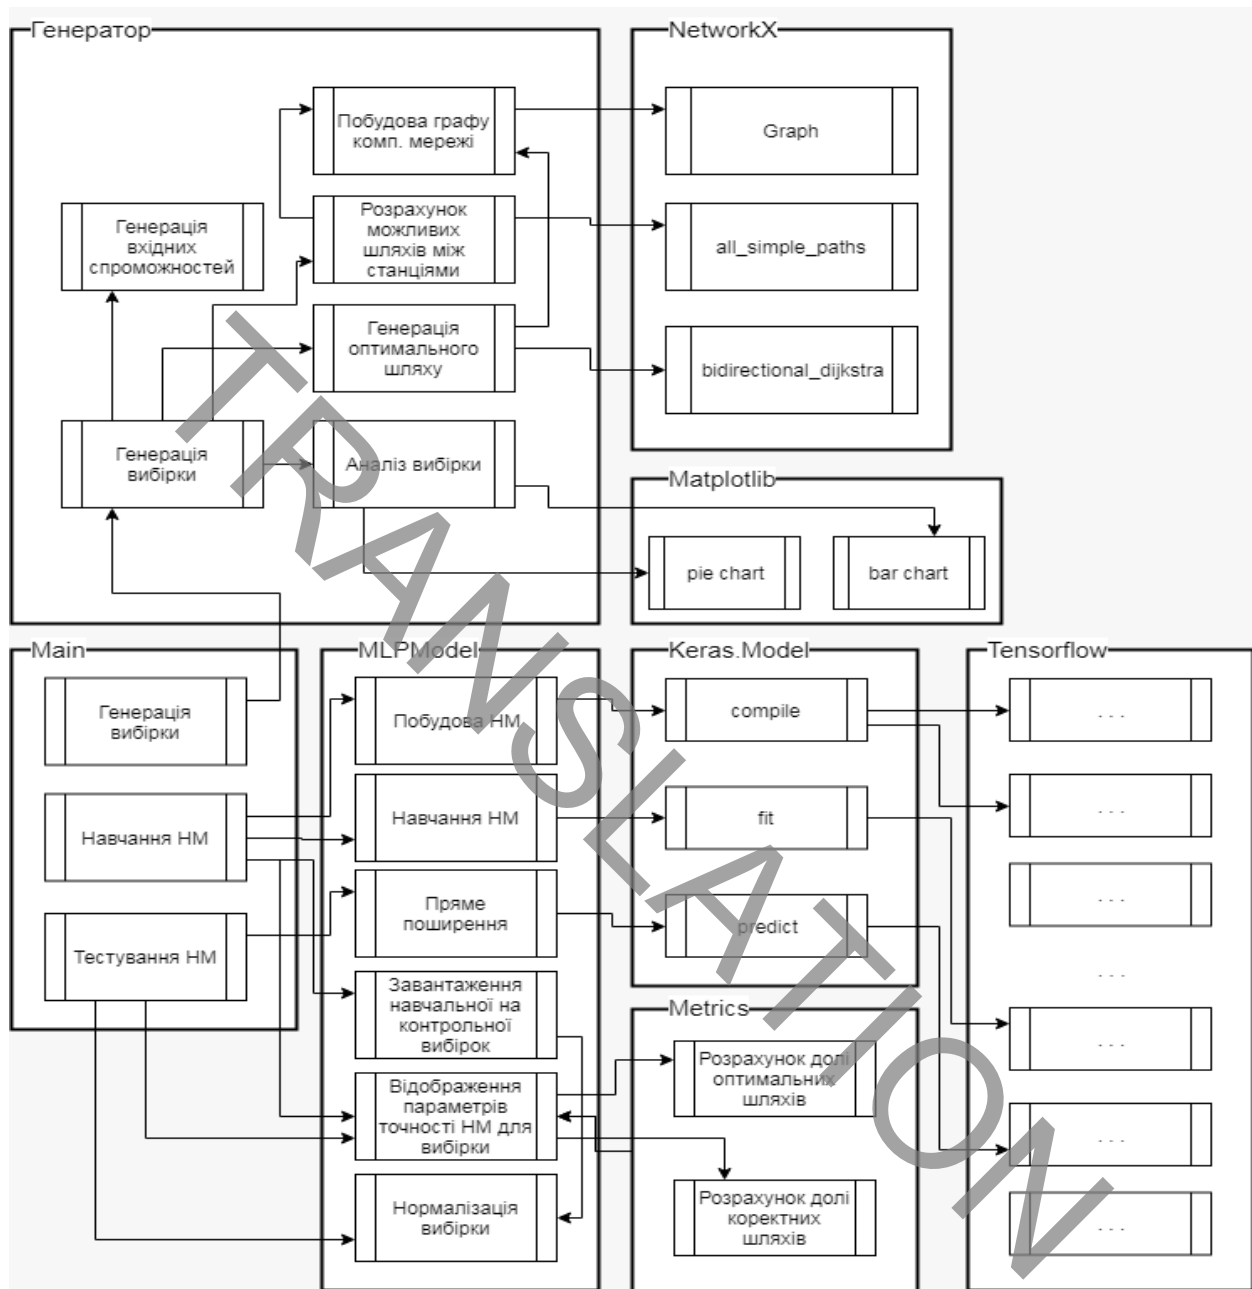 Генератор
Побудова графу
комп. мережі
Генерація
вхідних
спроможностей
Розрахунок
можливих
шляхів між
станціями
Генерація
оптимального
шляху
Генерація
вибірки
Аналіз вибірки
NetworkX
Graph
all_simple_paths
bidirectional_dijkstra
Matplotlib
pie chart
bar chart
Main
Генерація
вибірки
Навчання НМ
Тестування НМ
MLPModel
Побудова НМ
Навчання НМ
Пряме
поширення
Завантаження
навчальної на
контрольної
вибірок
Відображення
параметрів
точності НМ для
вибірки
Нормалізація
вибірки
Keras.Model
compile
fit
predict
Metrics
Розрахунок долі
оптимальних
шляхів
Розрахунок долі
коректних
шляхів
Tensorflow
. . .
. . .
. . .
. . .
. . .
. . .
. . .
TRANSLATION